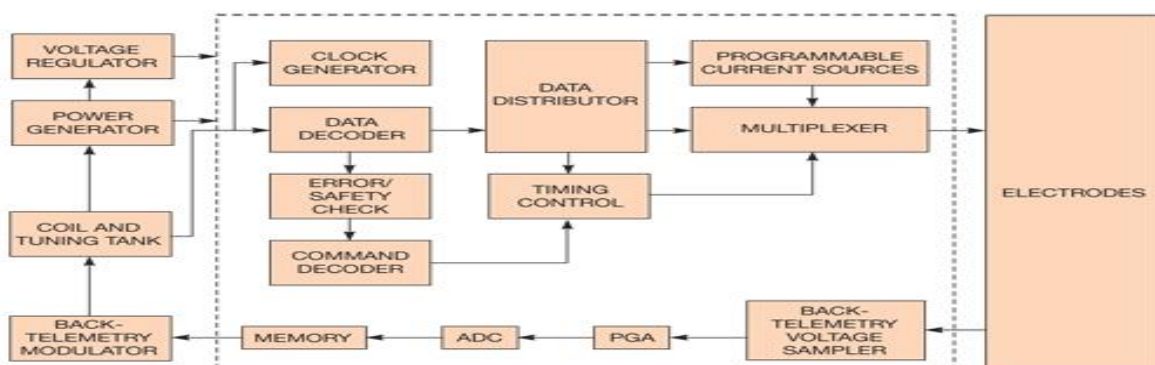 VOLTAGE
REGULATOR
CLOCK
GENERATOR
DATA
DISTRIBUTOR
PROGRAMMABLE
CURRENT SOURCES
POWER
GENERATOR
DATA
DECODER
MULTIPLEXER
ERROR/
SAFETY
CHECK
TIMING
CONTROL
ELECTRODES
COIL AND
TUNING TANK
COMMAND
DECODER
BACK-
TELEMETRY
MODULATOR
MEMORY
ADC
PGA
BACK-
TELEMETRY
VOLTAGE
SAMPLER